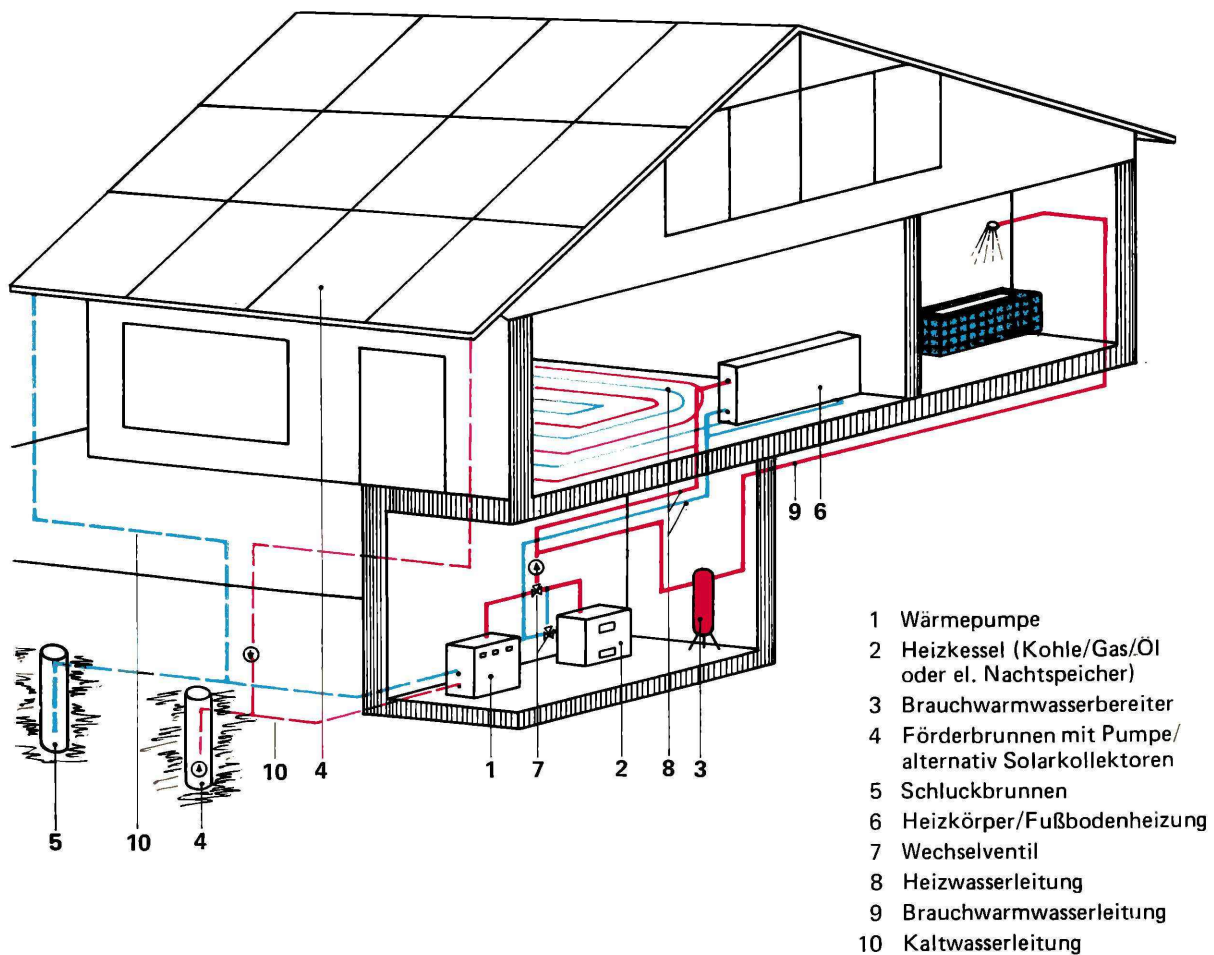 9 6
10 4 1 7 2 8 3
5 10 4
1 Wärmepumpe
2 Heizkessel (Kohle/Gas/Öl
oder el. Nachtspeicher)
3 Brauchwarmwasserbereiter
4 Förderbrunnen mit Pumpe/
alternativ Solarkollektoren
5 Schluckbrunnen
6 Heizkörper/Fußbodenheizung
7 Wechselventil
8 Heizwasserleitung
9 Brauchwarmwasserleitung
10 Kaltwasserleitung